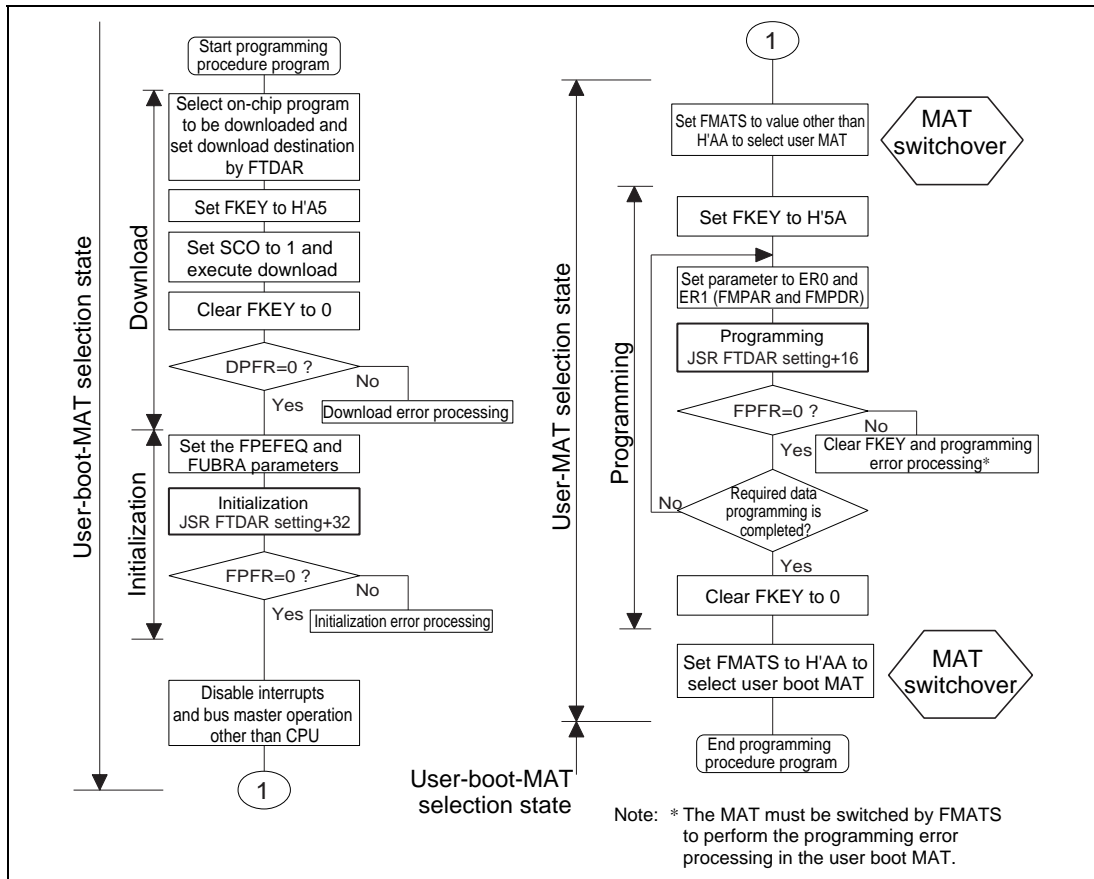 User-boot-MAT selection state
Start programming
procedure program
Download
Select on-chip program
to be downloaded and
set download destination
by FTDAR
Set FKEY to H'A5
Set SCO to 1 and
execute download
Clear FKEY to 0
DPFR=0 ?
No
Yes
Download error processing
Initialization
Set the FPEFEQ and
FUBRA parameters
Initialization
JSR FTDAR setting+32
FPFR=0 ?
No
Yes
Initialization error processing
Disable interrupts
and bus master operation
other than CPU
1
1
User-MAT selection state
Set FMATS to value other than
H'AA to select user MAT
MAT
switchover
Programming
Set FKEY to H'5A
Set parameter to ER0 and
ER1 (FMPAR and FMPDR)
Programming
JSR FTDAR setting+16
FPFR=0 ?
No
Yes
Clear FKEY and programming
error processing*
No
Required data
programming is
completed?
Yes
Clear FKEY to 0
Set FMATS to H'AA to
select user boot MAT
MAT
switchover
User-boot-MAT
selection state
End programming
procedure program
Note: * The MAT must be switched by FMATS
to perform the programming error
processing in the user boot MAT.